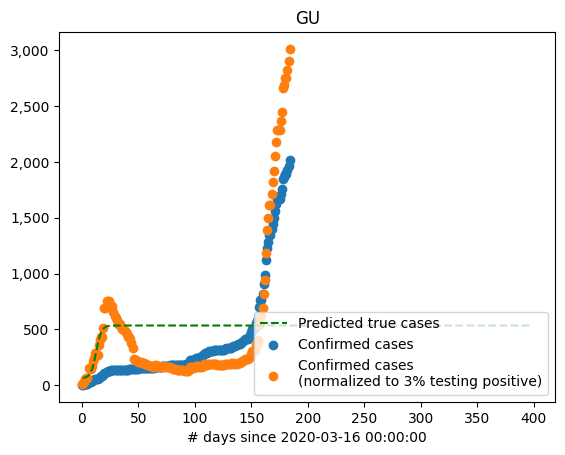 GU
3,000
2,500
2,000
1,500
1,000
500
0
Predicted true cases
Confirmed cases
Confirmed cases
(normalized to 3% testing positive)
0 50 100 150 200 250 300 350 400
# days since 2020-03-16 00:00:00